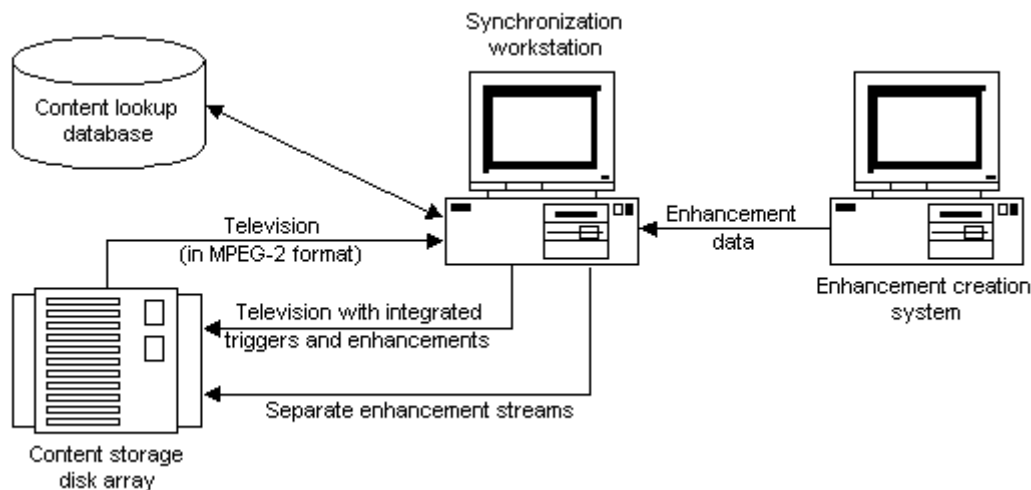 Synchronization
workstation
Content lookup
database
Television
(in MPEG-2 format)
Enhancement
data
Television with integrated
triggers and enhancements
Enhancement creation
system
Separate enhancement streams
Content storage
disk array